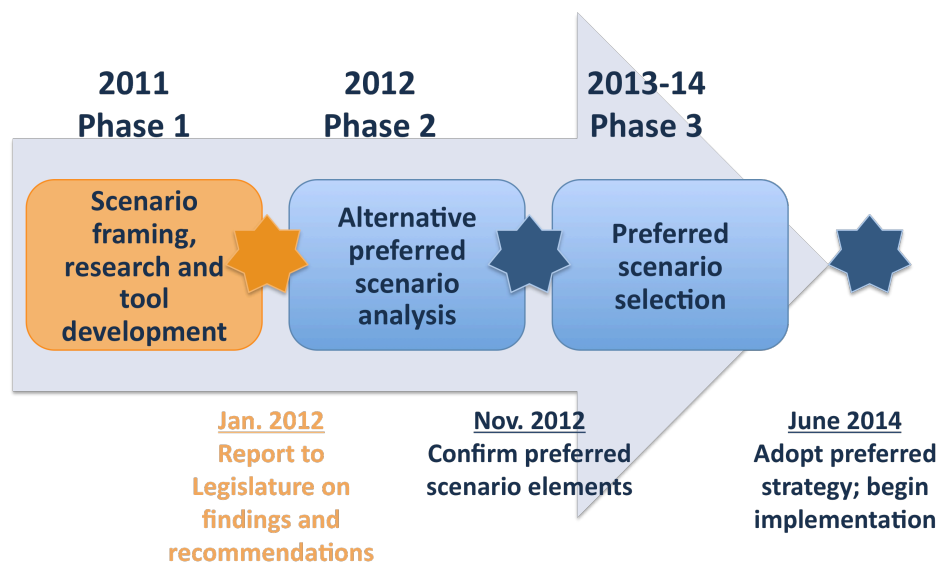 2011
Phase 1
2012
Phase 2
2013-14
Phase 3
Scenario
framing,
research and
tool
development
Alternative
preferred
scenario
analysis
Preferred
scenario
selection
Jan. 2012
Report to
Legislature on
findings and
recommendations
Nov. 2012
Confirm preferred
scenario elements
June 2014
Adopt preferred
strategy; begin
implementation